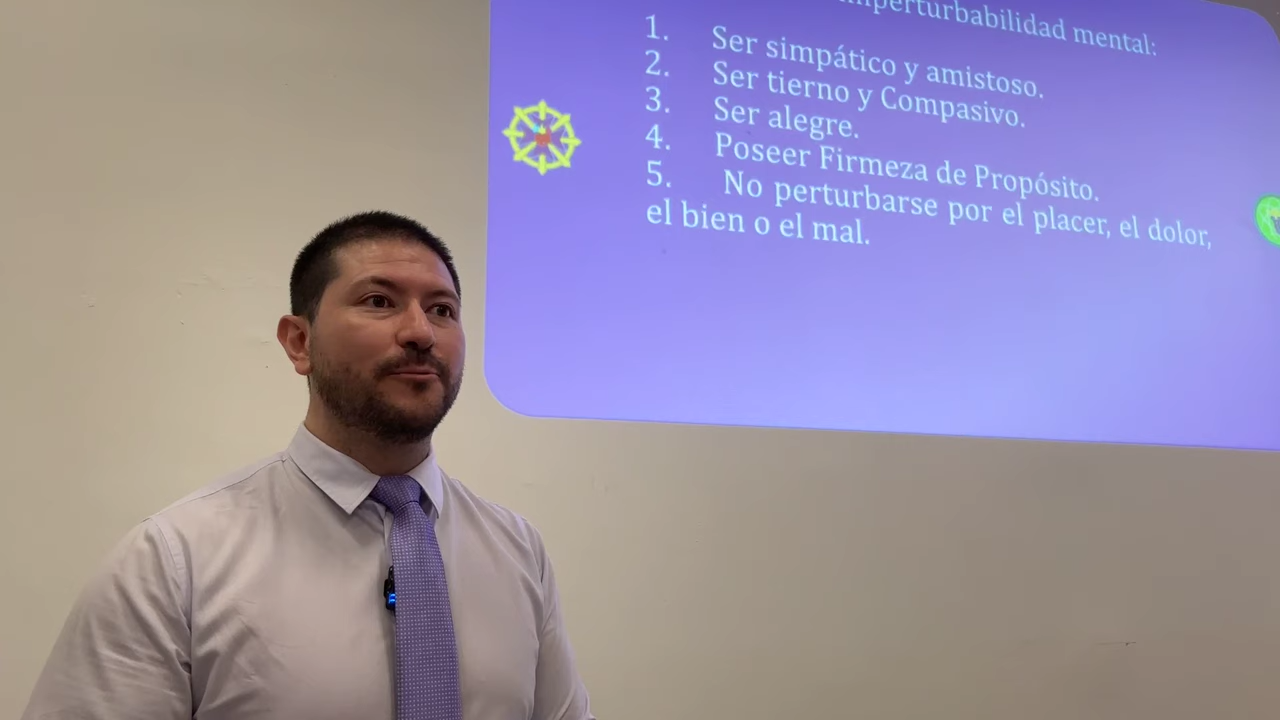 imperturbabilidad mental:
1. Ser simpático y amistoso.
2. Ser tierno y Compasivo.
3. Ser alegre.
4. Poseer Firmeza de Propósito.
5. No perturbarse por el placer, el dolor,
el bien o el mal.